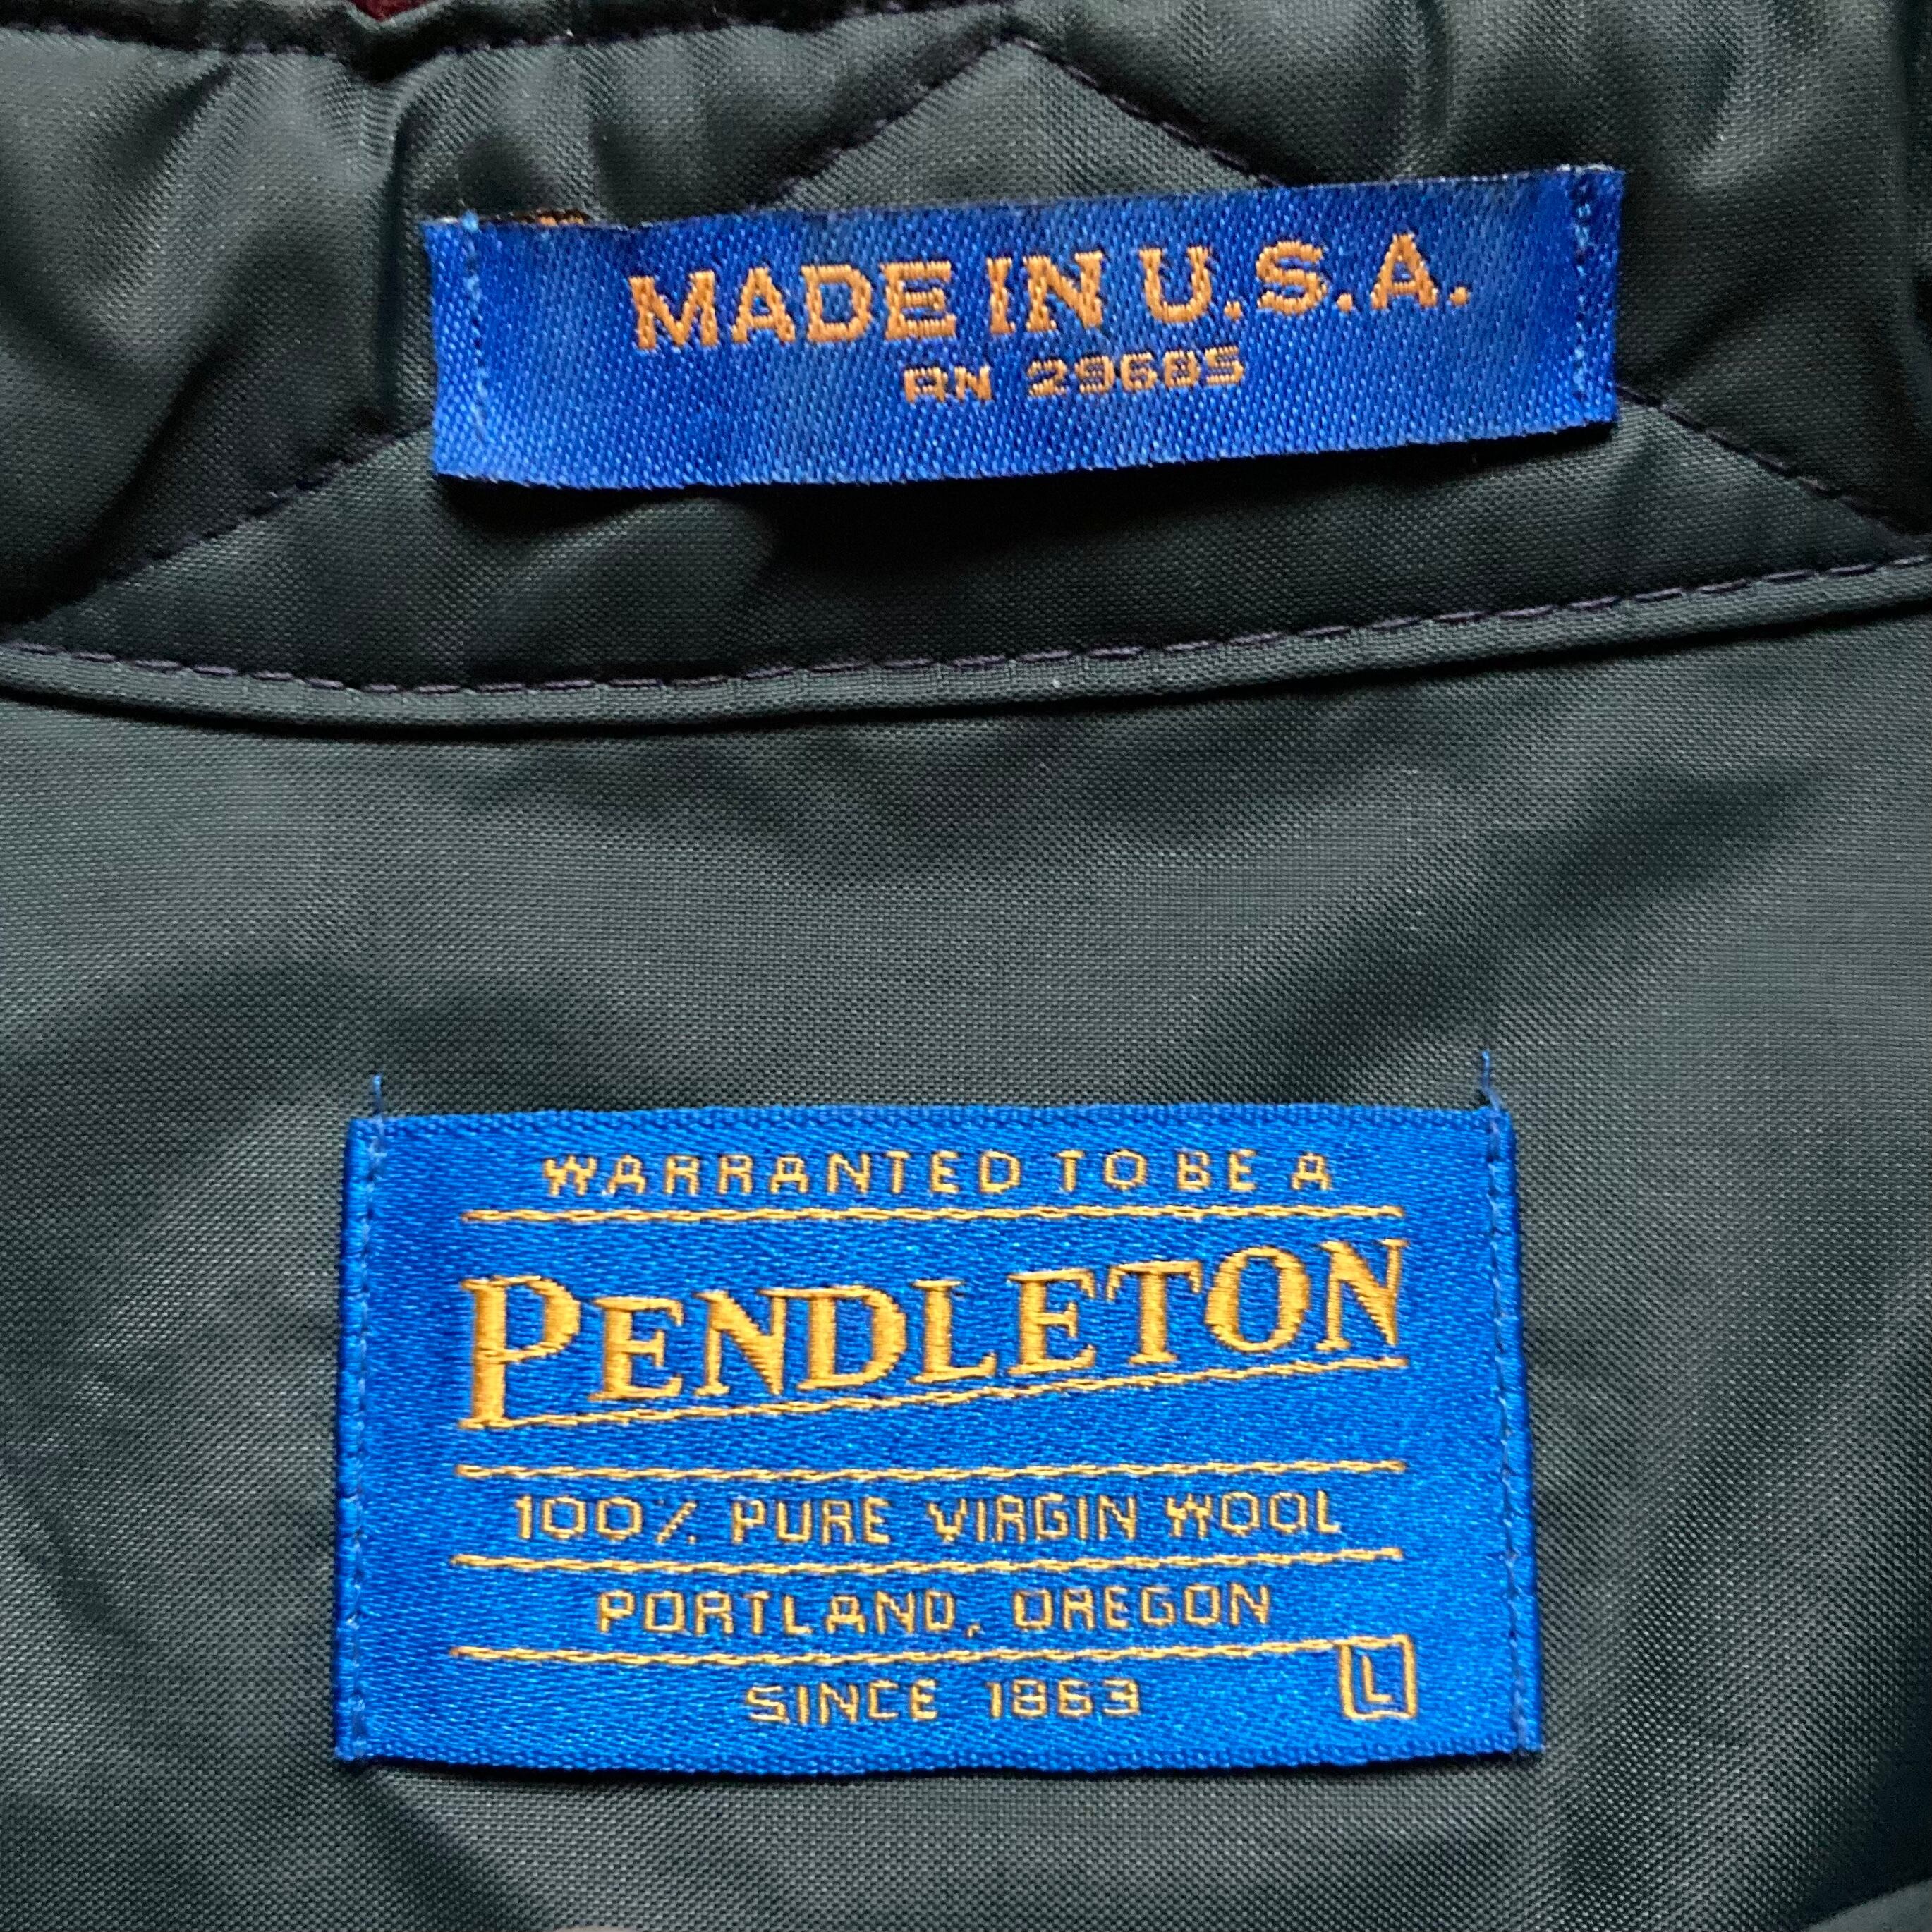 MADE IN U.S.A.
RN 29685
WARRANTED TO BE A
PENDLETON
100% PURE VIRGIN WOOL
PORTLAND, OREGON
SINCE 1863
L